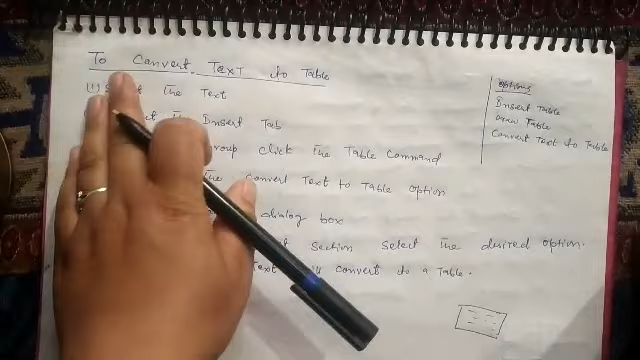 To Convert Text to Table
(1) the Text
Insert Tab
group click the Table Command
the convert Text to Table option
dialog box
section select the desired option.
Text convert to a Table.
options
Insert Table
Draw Table
Convert Text to Table